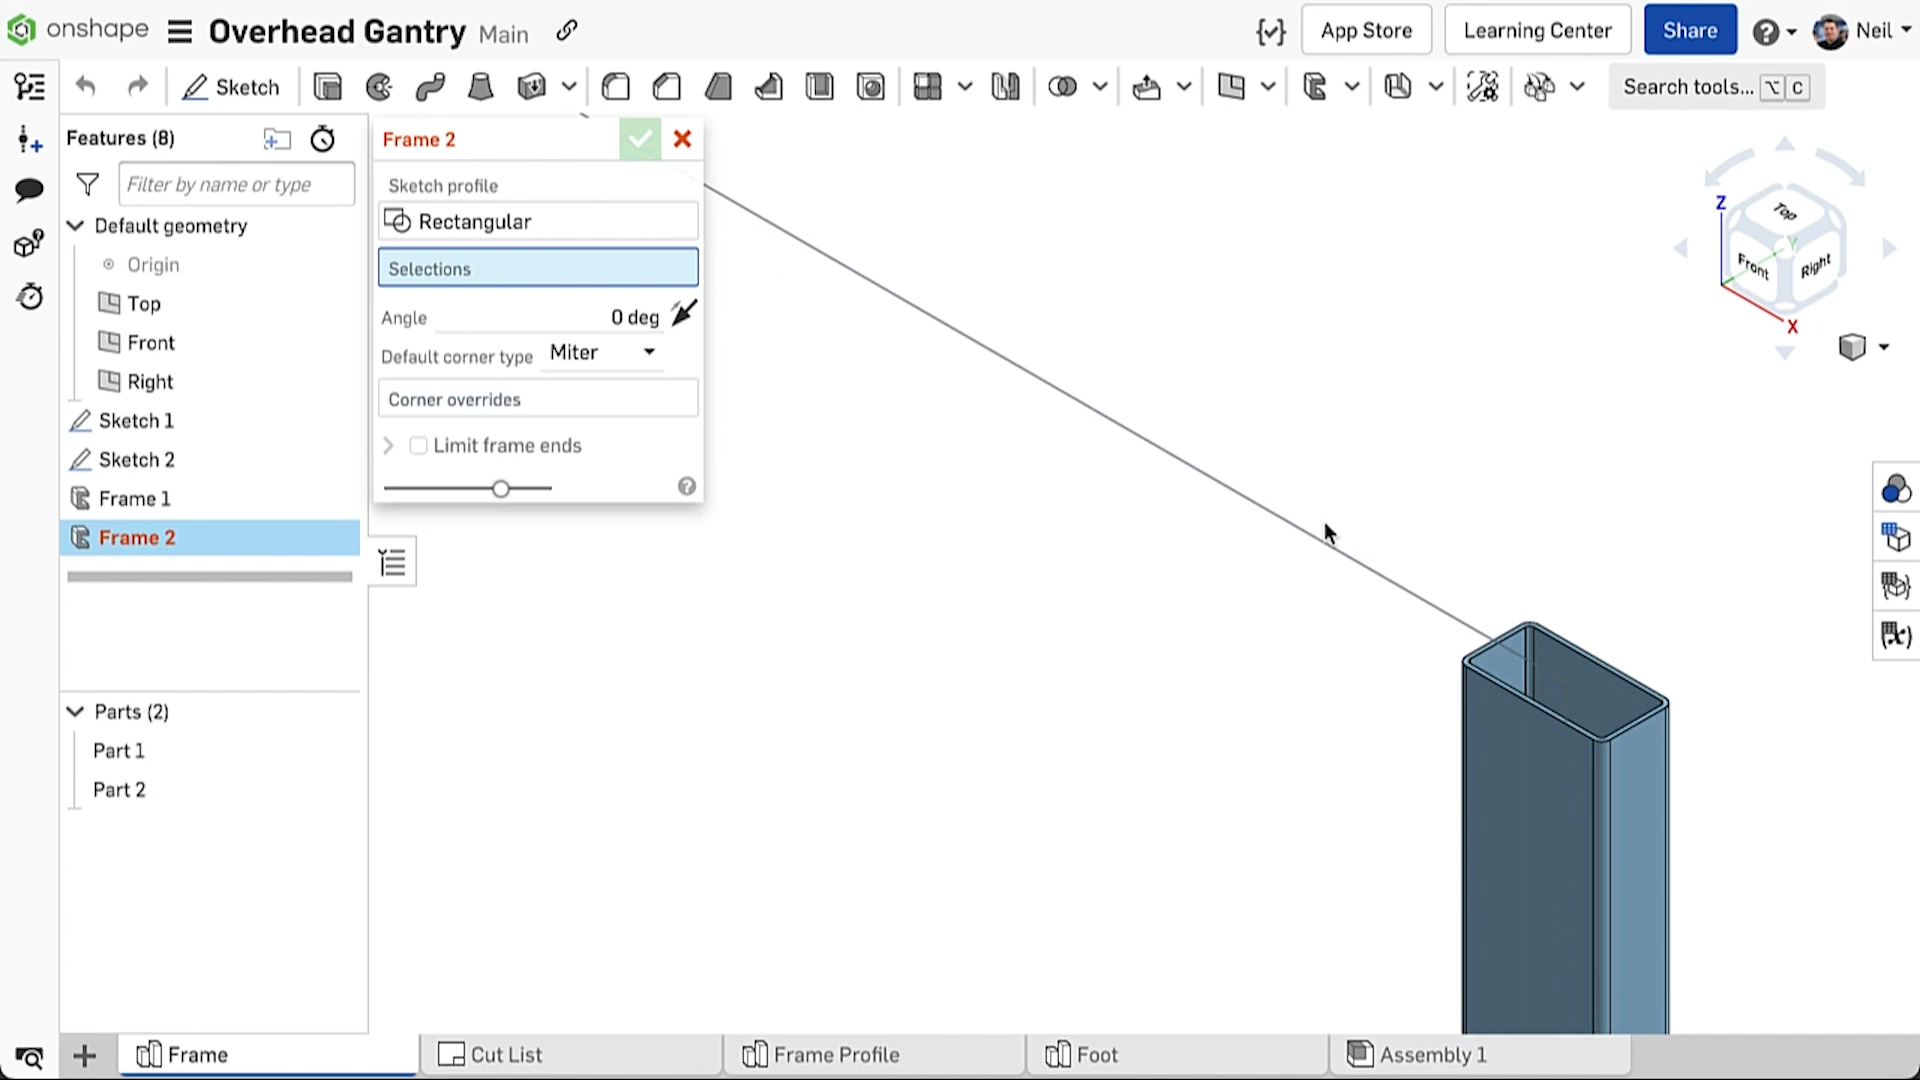 onshape Overhead Gantry Main App Store Learning Center Share Neil
Sketch Search tools... ⌥ C
Features (8)
Filter by name or type
Default geometry
Origin
Top
Front
Right
Sketch 1
Sketch 2
Frame 1
Frame 2
Parts (2)
Part 1
Part 2
Frame 2
Sketch profile
Rectangular
Selections
Angle 0 deg
Default corner type Miter
Corner overrides
Limit frame ends
Z
Top
Y
Front
Right
X
Frame
Cut List
Frame Profile
Foot
Assembly 1